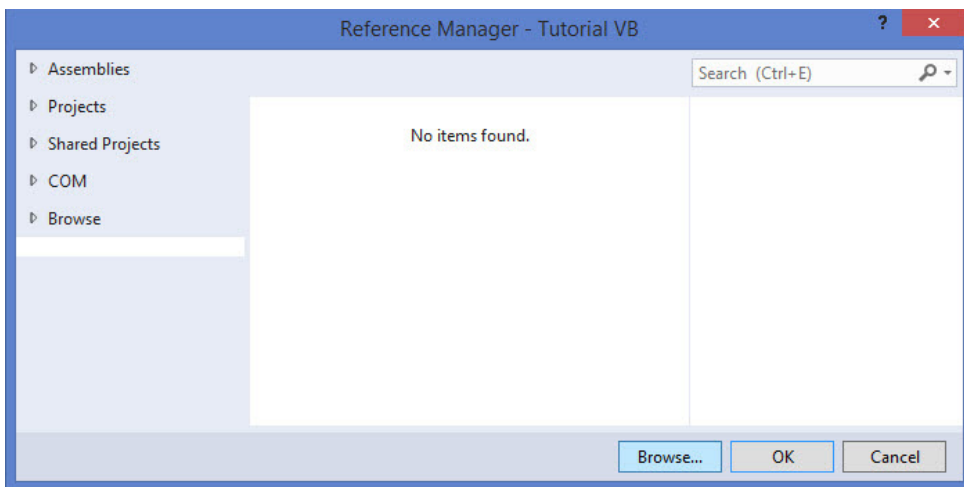 Reference Manager - Tutorial VB
?
Assemblies
Search (Ctrl+E)
Projects
No items found.
Shared Projects
COM
Browse
Browse...
OK
Cancel